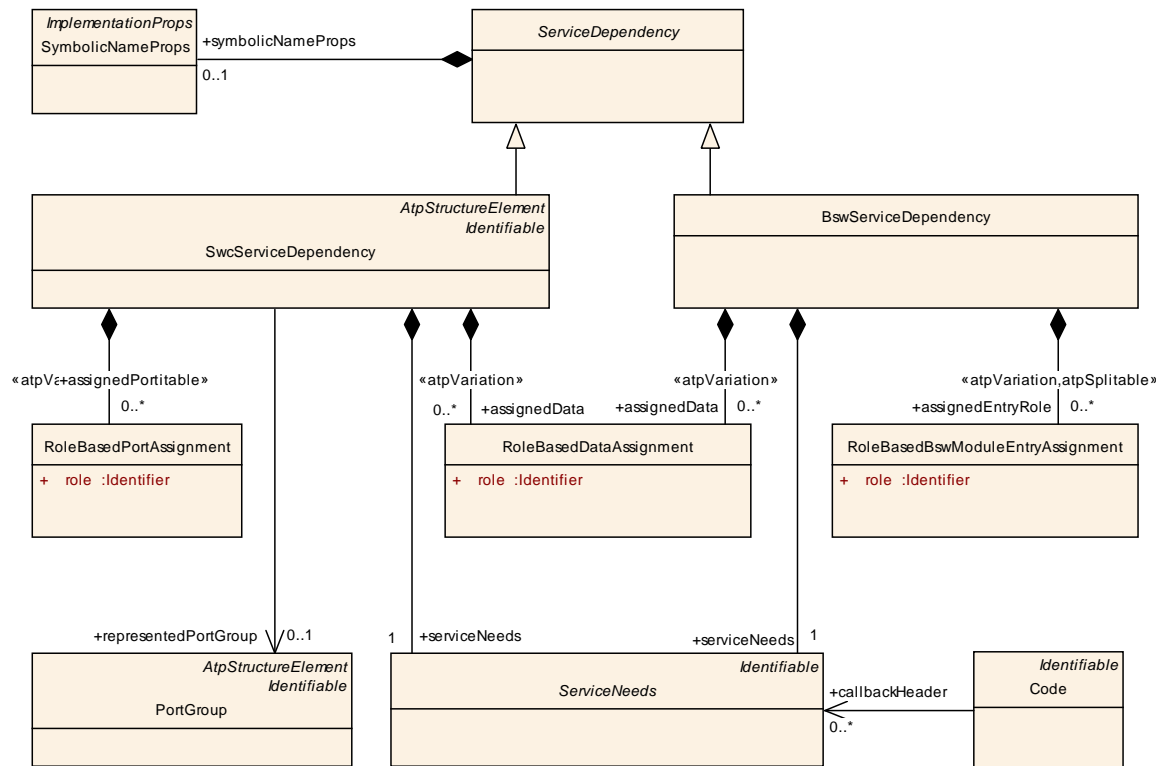 ImplementationProps
SymbolicNameProps
+symbolicNameProps
0..1
ServiceDependency
AtpStructureElement
Identifiable
SwcServiceDependency
BswServiceDependency
«atpVa+assignedPortitable»
0..*
«atpVariation»
0..*
+assignedData
«atpVariation»
+assignedData
0..*
«atpVariation,atpSplitable»
+assignedEntryRole
0..*
RoleBasedPortAssignment
+ role :Identifier
RoleBasedDataAssignment
+ role :Identifier
RoleBasedBswModuleEntryAssignment
+ role :Identifier
+representedPortGroup
0..1
1
+serviceNeeds
+serviceNeeds
1
AtpStructureElement
Identifiable
PortGroup
Identifiable
ServiceNeeds
+callbackHeader
0..*
Identifiable
Code